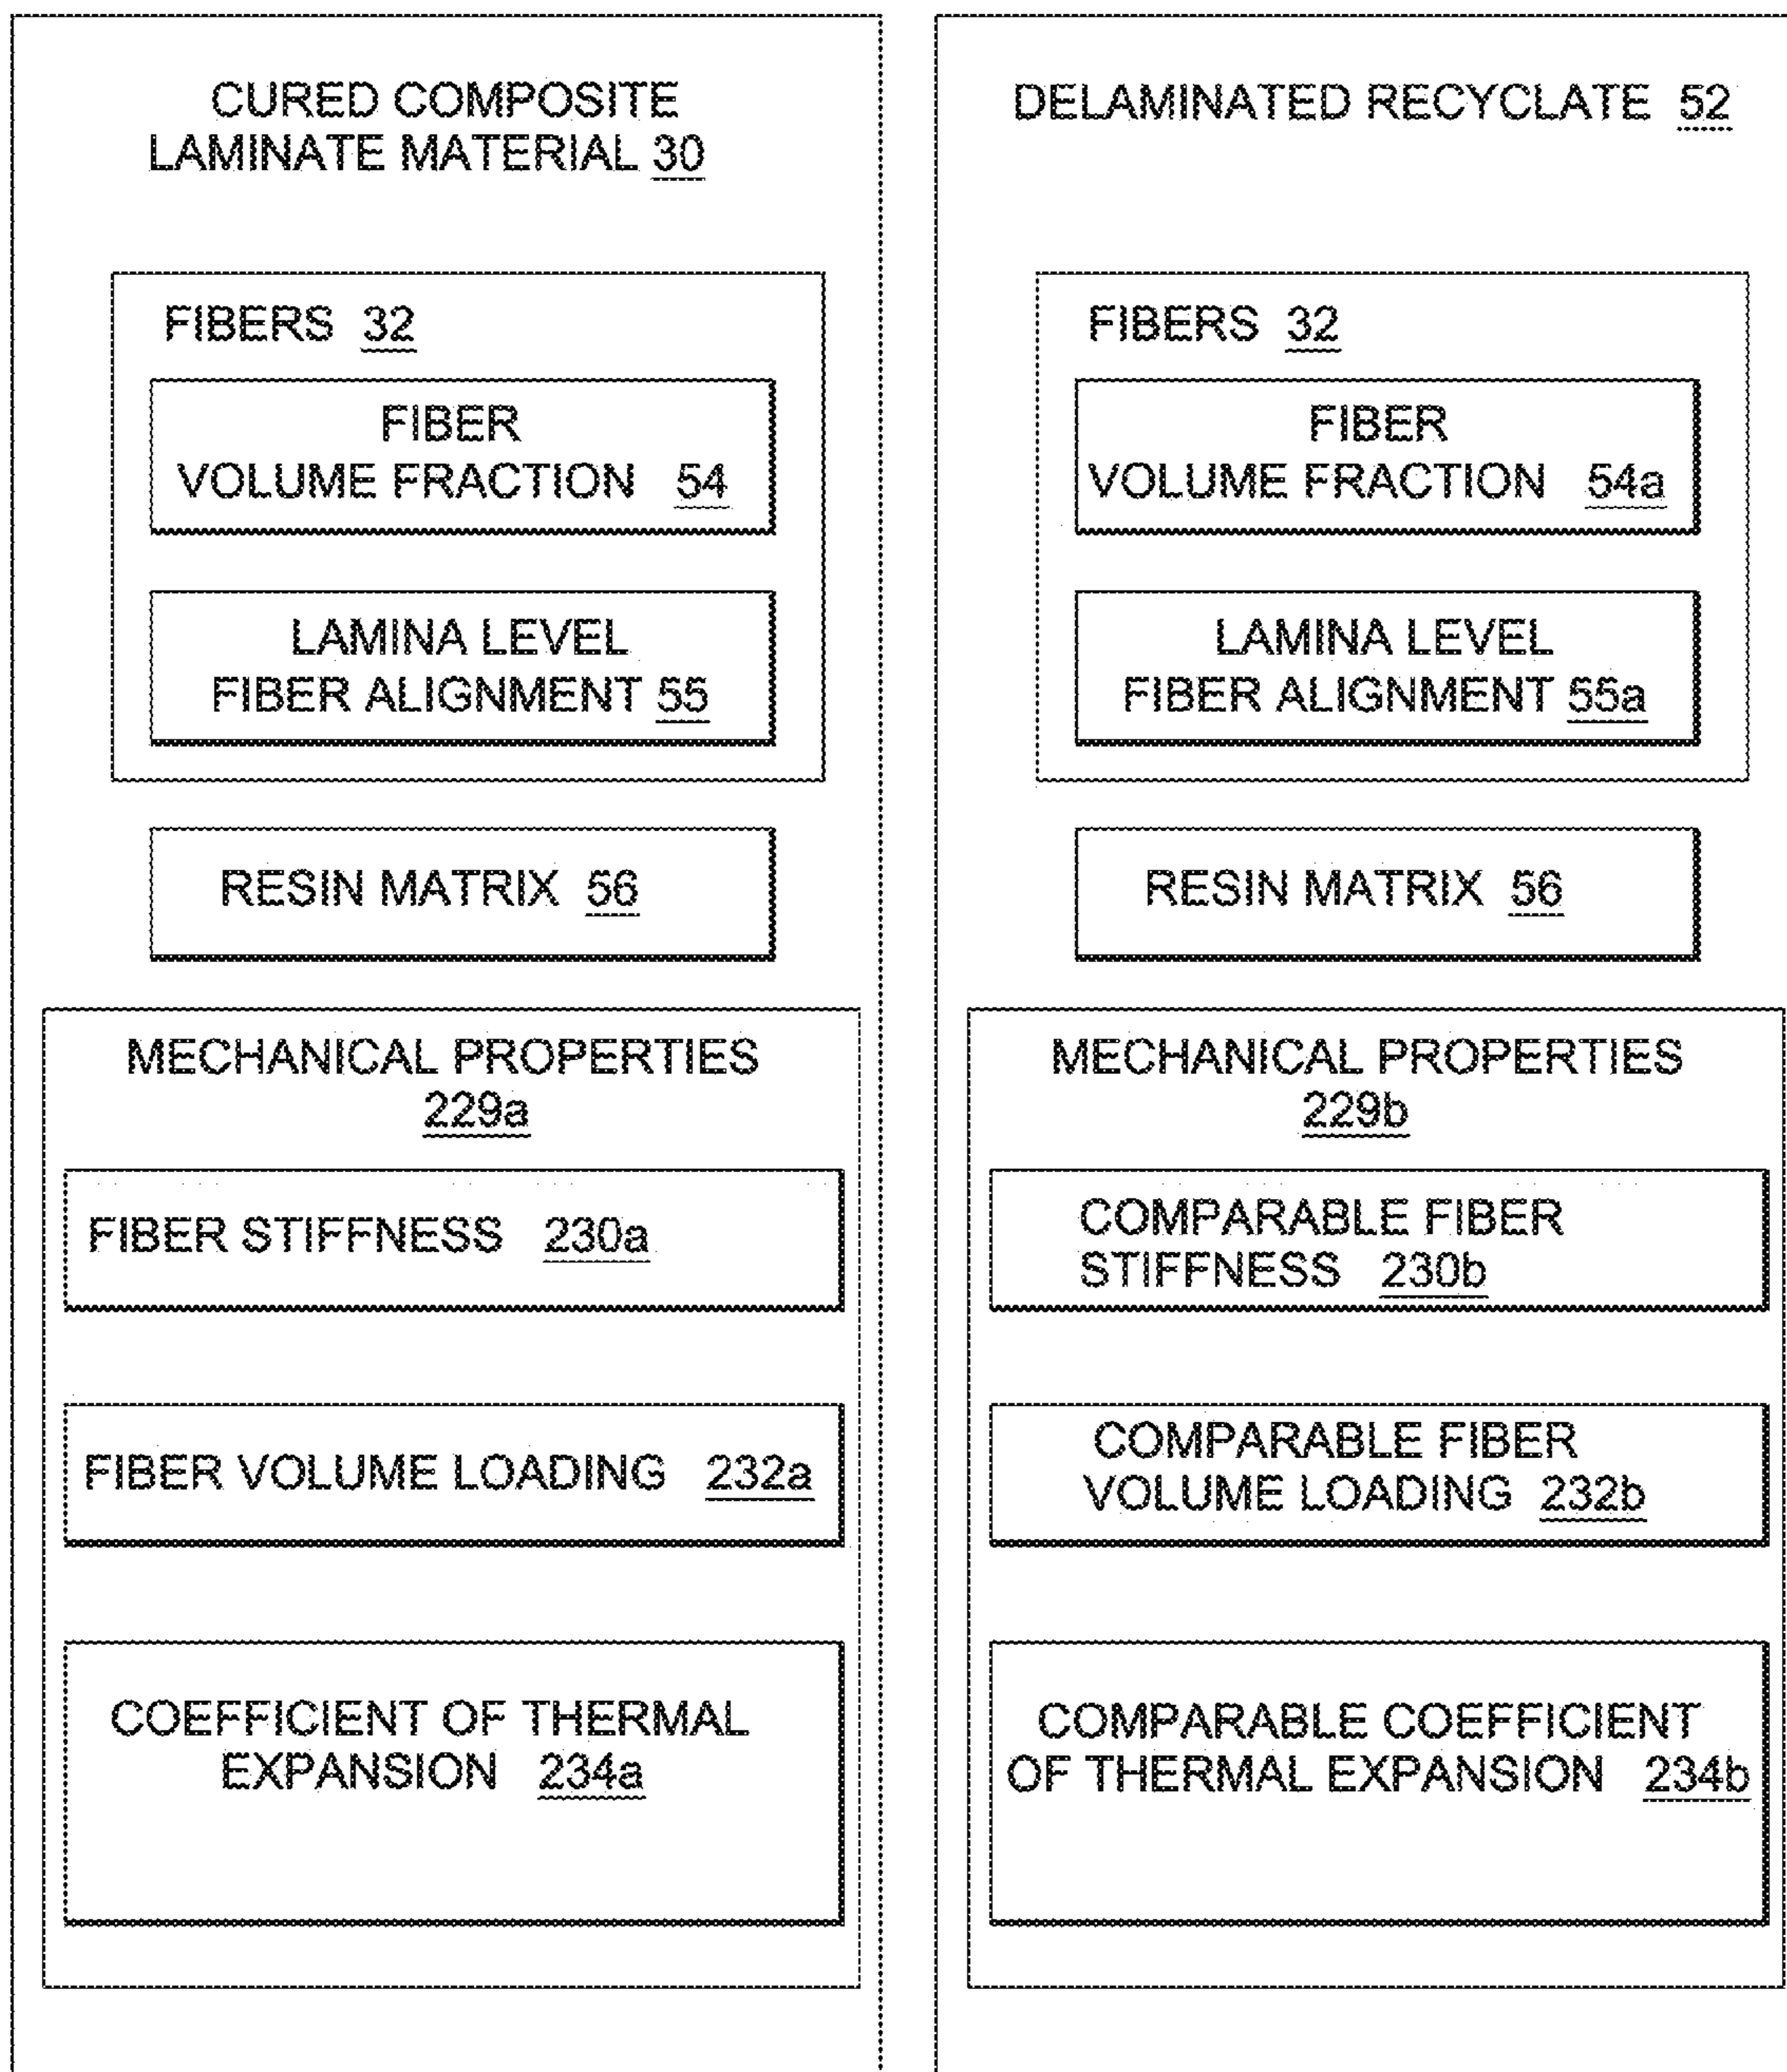 CURED COMPOSITE
LAMINATE MATERIAL 30
FIBERS 32
FIBER
VOLUME FRACTION 54
LAMINA LEVEL
FIBER ALIGNMENT 55
RESIN MATRIX 56
MECHANICAL PROPERTIES
229a
FIBER STIFFNESS 230a
FIBER VOLUME LOADING 232a
COEFFICIENT OF THERMAL
EXPANSION 234a
DELAMINATED RECYCLATE 52
FIBERS 32
FIBER
VOLUME FRACTION 54a
LAMINA LEVEL
FIBER ALIGNMENT 55a
RESIN MATRIX 56
MECHANICAL PROPERTIES
229b
COMPARABLE FIBER
STIFFNESS 230b
COMPARABLE FIBER
VOLUME LOADING 232b
COMPARABLE COEFFICIENT
OF THERMAL EXPANSION 234b